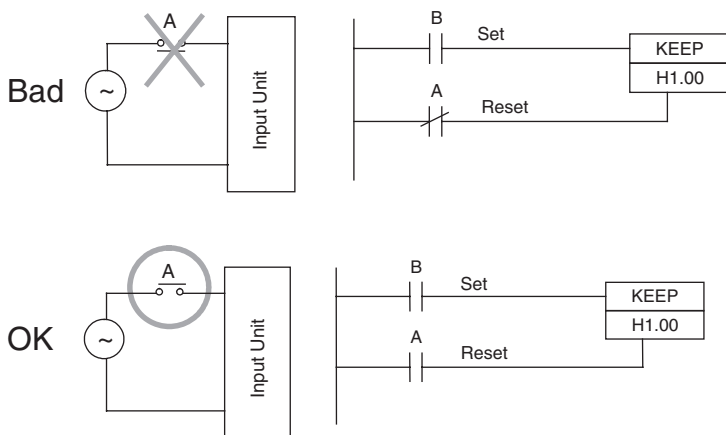 A
B
Set
KEEP
H1.00
Bad
~
Input Unit
A
Reset
A
B
Set
KEEP
H1.00
OK
~
Input Unit
A
Reset